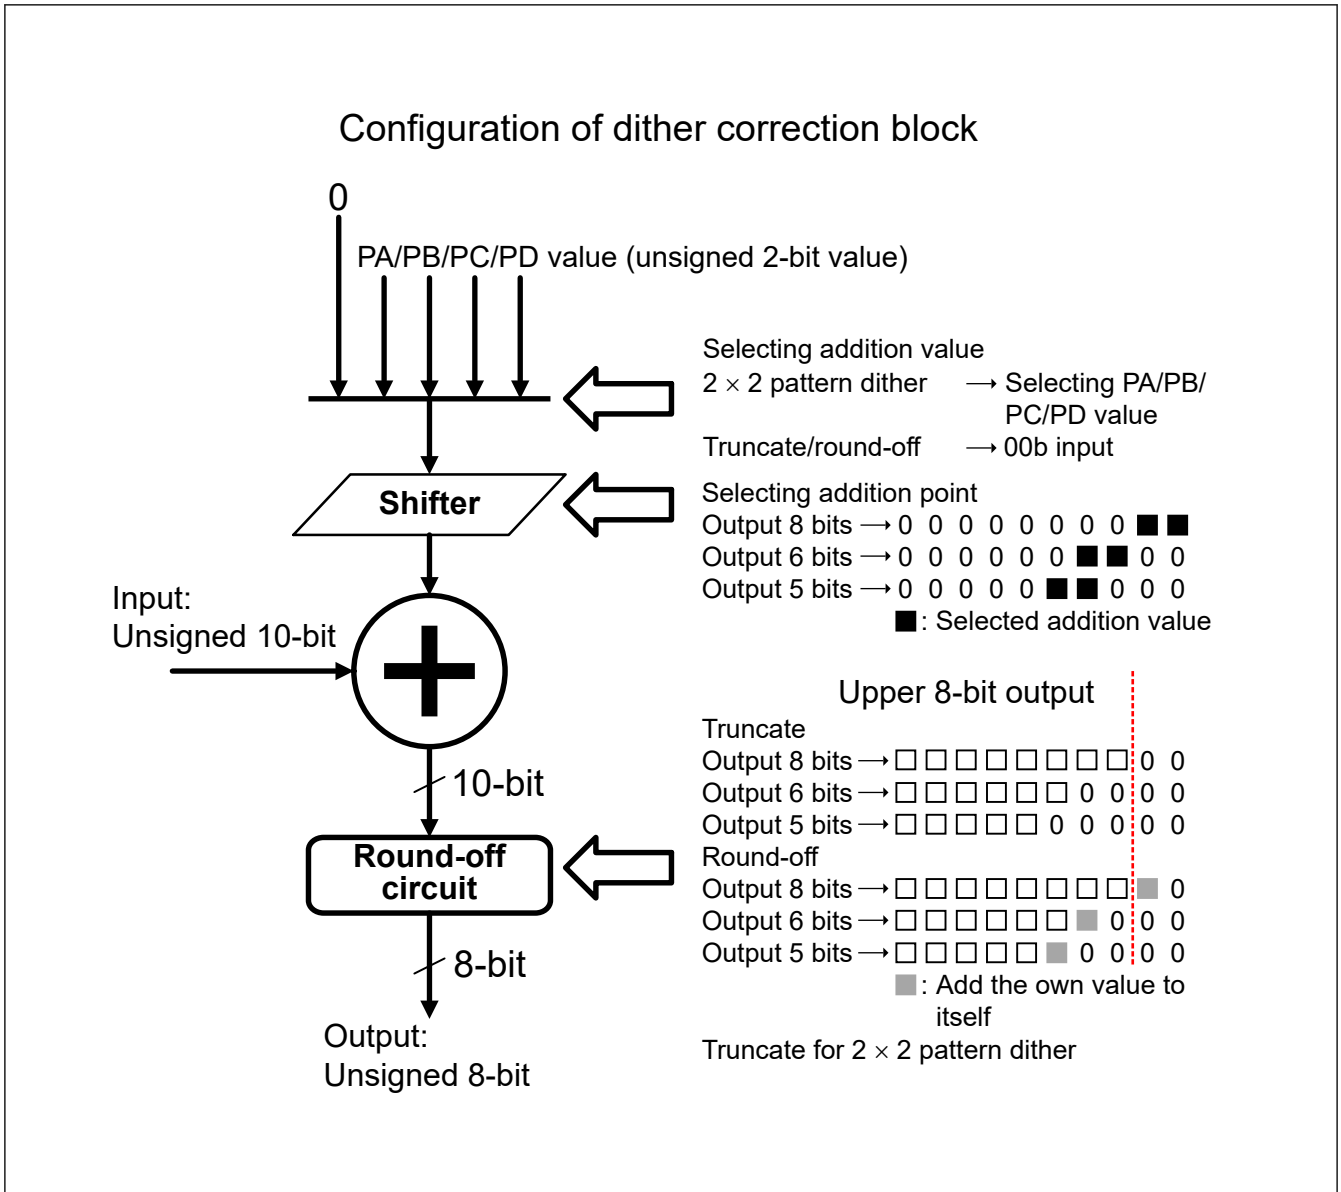 Configuration of dither correction block
0
PA/PB/PC/PD value (unsigned 2-bit value)
Selecting addition value
2 × 2 pattern dither → Selecting PA/PB/
PC/PD value
Truncate/round-off → 00b input
Shifter
Selecting addition point
Output 8 bits → 0 0 0 0 0 0 0 0 ■ ■
Output 6 bits → 0 0 0 0 0 0 ■ ■ 0 0
Output 5 bits → 0 0 0 0 0 ■ ■ 0 0 0
■ : Selected addition value
Input:
Unsigned 10-bit
Upper 8-bit output
Truncate
Output 8 bits → □ □ □ □ □ □ □ □ 0 0
Output 6 bits → □ □ □ □ □ □ 0 0 0 0
Output 5 bits → □ □ □ □ □ 0 0 0 0 0
10-bit
Round-off
circuit
Round-off
Output 8 bits → □ □ □ □ □ □ □ □ ■ 0
Output 6 bits → □ □ □ □ □ □ ■ 0 0 0
Output 5 bits → □ □ □ □ □ ■ 0 0 0 0
■ : Add the own value to
itself
8-bit
Output:
Unsigned 8-bit
Truncate for 2 × 2 pattern dither